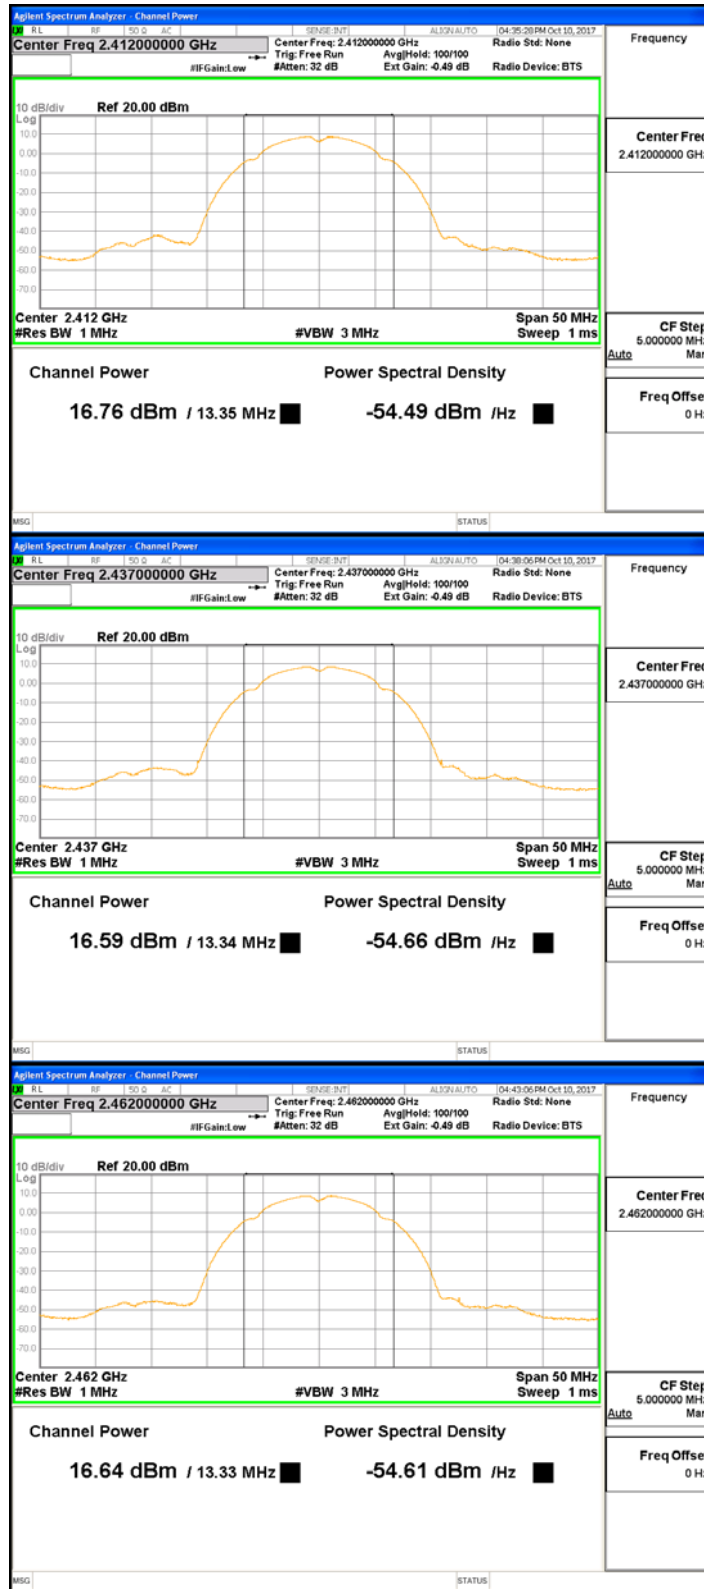 Agilent Spectrum Analyzer - Channel Power
RL RF 50 Ω AC SENSE:INT ALIGN AUTO 04:35:28 PM Oct 10, 2017
Center Freq 2.412000000 GHz
Center Freq: 2.412000000 GHz
Radio Std: None
Trig: Free Run Avg|Hold: 100/100
#IFGain:Low #Atten: 32 dB Ext Gain: -0.49 dB Radio Device: BTS
Frequency
10 dB/div Ref 20.00 dBm
Log
10.0
0.00
-10.0
-20.0
-30.0
-40.0
-50.0
-60.0
-70.0
Center Freq
2.412000000 GHz
Center 2.412 GHz Span 50 MHz
#Res BW 1 MHz #VBW 3 MHz Sweep 1 ms
CF Step
5.000000 MHz
Auto Man
Channel Power Power Spectral Density
16.76 dBm / 13.35 MHz -54.49 dBm /Hz
Freq Offse
0 Hz
MSG STATUS
Agilent Spectrum Analyzer - Channel Power
RL RF 50 Ω AC SENSE:INT ALIGN AUTO 04:38:06 PM Oct 10, 2017
Center Freq 2.437000000 GHz
Center Freq: 2.437000000 GHz
Radio Std: None
Trig: Free Run Avg|Hold: 100/100
#IFGain:Low #Atten: 32 dB Ext Gain: -0.49 dB Radio Device: BTS
Frequency
10 dB/div Ref 20.00 dBm
Log
10.0
0.00
-10.0
-20.0
-30.0
-40.0
-50.0
-60.0
-70.0
Center Freq
2.437000000 GHz
Center 2.437 GHz Span 50 MHz
#Res BW 1 MHz #VBW 3 MHz Sweep 1 ms
CF Step
5.000000 MHz
Auto Man
Channel Power Power Spectral Density
16.59 dBm / 13.34 MHz -54.66 dBm /Hz
Freq Offse
0 Hz
MSG STATUS
Agilent Spectrum Analyzer - Channel Power
RL RF 50 Ω AC SENSE:INT ALIGN AUTO 04:43:06 PM Oct 10, 2017
Center Freq 2.462000000 GHz
Center Freq: 2.462000000 GHz
Radio Std: None
Trig: Free Run Avg|Hold: 100/100
#IFGain:Low #Atten: 32 dB Ext Gain: -0.49 dB Radio Device: BTS
Frequency
10 dB/div Ref 20.00 dBm
Log
10.0
0.00
-10.0
-20.0
-30.0
-40.0
-50.0
-60.0
-70.0
Center Freq
2.462000000 GHz
Center 2.462 GHz Span 50 MHz
#Res BW 1 MHz #VBW 3 MHz Sweep 1 ms
CF Step
5.000000 MHz
Auto Man
Channel Power Power Spectral Density
16.64 dBm / 13.33 MHz -54.61 dBm /Hz
Freq Offse
0 Hz
MSG STATUS